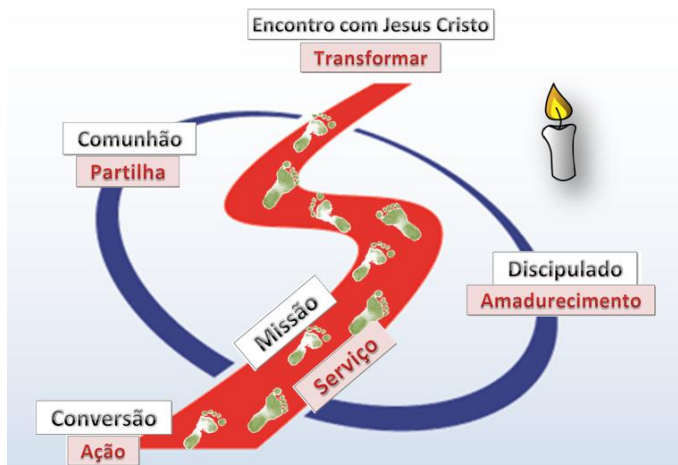 Encontro com Jesus Cristo
Transformar
Comunhão
Partilha
Discipulado
Amadurecimento
Missão
Serviço
Conversão
Ação